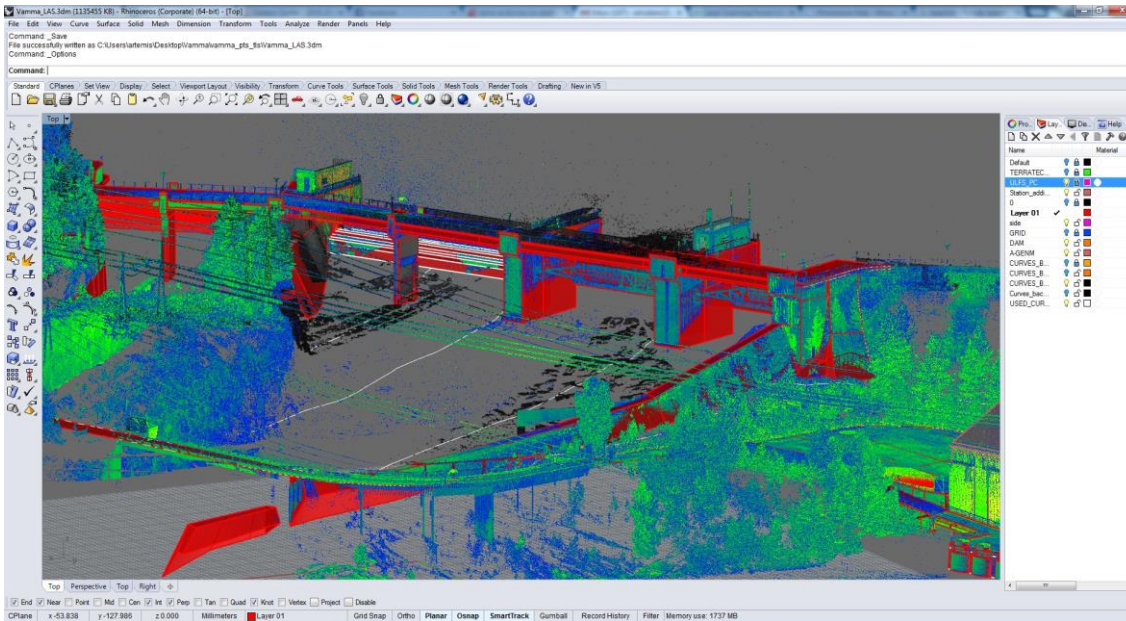 Vamma_LAS.3dm (1135455 KB) - Rhinoceros (Corporate) (64-bit) - [Top]
File Edit View Curve Surface Solid Mesh Dimension Transform Tools Analyze Render Panels Help
Command: _Save
File successfully written as C:\Users\artemis\Desktop\Vamma\vamma_pts_fls\Vamma_LAS.3dm
Command: _Options
Command:
Standard CPlanes Set View Display Select Viewport Layout Visibility Transform Curve Tools Surface Tools Solid Tools Mesh Tools Render Tools Drafting New in V5
Top
Pro... Lay... Dis... Help
Name Material
Default
TERRATEC...
ULFS_PC
Station_addi...
0
Layer 01
side
GRID
DAM
A-GENM
CURVES_B...
CURVES_B...
CURVES_B...
Curves_bac...
USED_CUR...
Top Perspective Top Right
End Near Point Mid Cen Int Perp Tan Quad Knot Vertex Project Disable
CPlane x -53.838 y -127.986 z 0.000 Millimeters Layer 01 Grid Snap Ortho Planar Osnap SmartTrack Gumball Record History Filter Memory use: 1737 MB